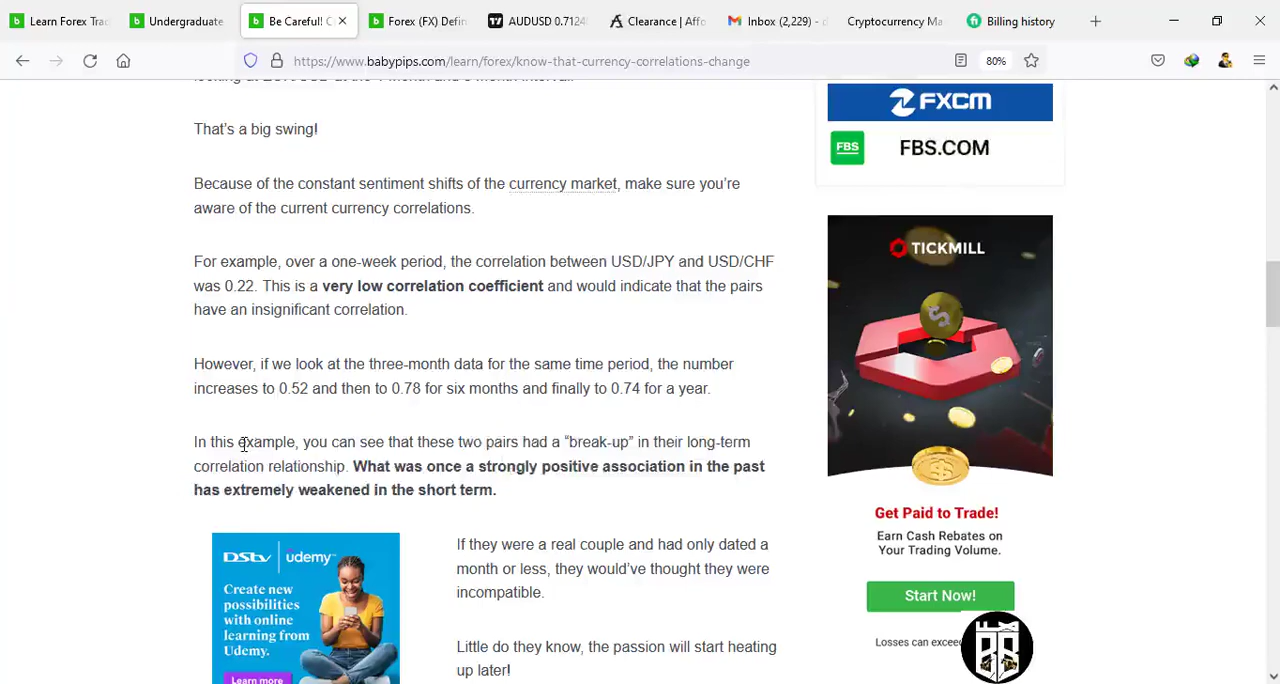 Learn Forex Tra
Undergraduate
Be Careful! C
Forex (FX) Defin
AUDUSD 0.7124
Clearance | Affo
Inbox (2,229) - d
Cryptocurrency Ma
Billing history
https://www.babypips.com/learn/forex/know-that-currency-correlations-change
80%
That's a big swing!
Because of the constant sentiment shifts of the currency market, make sure you're
aware of the current currency correlations.
For example, over a one-week period, the correlation between USD/JPY and USD/CHF
was 0.22. This is a very low correlation coefficient and would indicate that the pairs
have an insignificant correlation.
However, if we look at the three-month data for the same time period, the number
increases to 0.52 and then to 0.78 for six months and finally to 0.74 for a year.
In this example, you can see that these two pairs had a “break-up” in their long-term
correlation relationship. What was once a strongly positive association in the past
has extremely weakened in the short term.
DStv udemy
Create new
possibilities with
online
learning from
Udemy.
Learn more
If they were a real couple and had only dated a
month or less, they would've thought they were
incompatible.
Little do they know, the passion will start heating
up later!
FXCM
FBS
FBS.COM
TICKMILL
Get Paid to Trade!
Earn Cash Rebates on
Your Trading Volume.
Start Now!
Losses can exceed